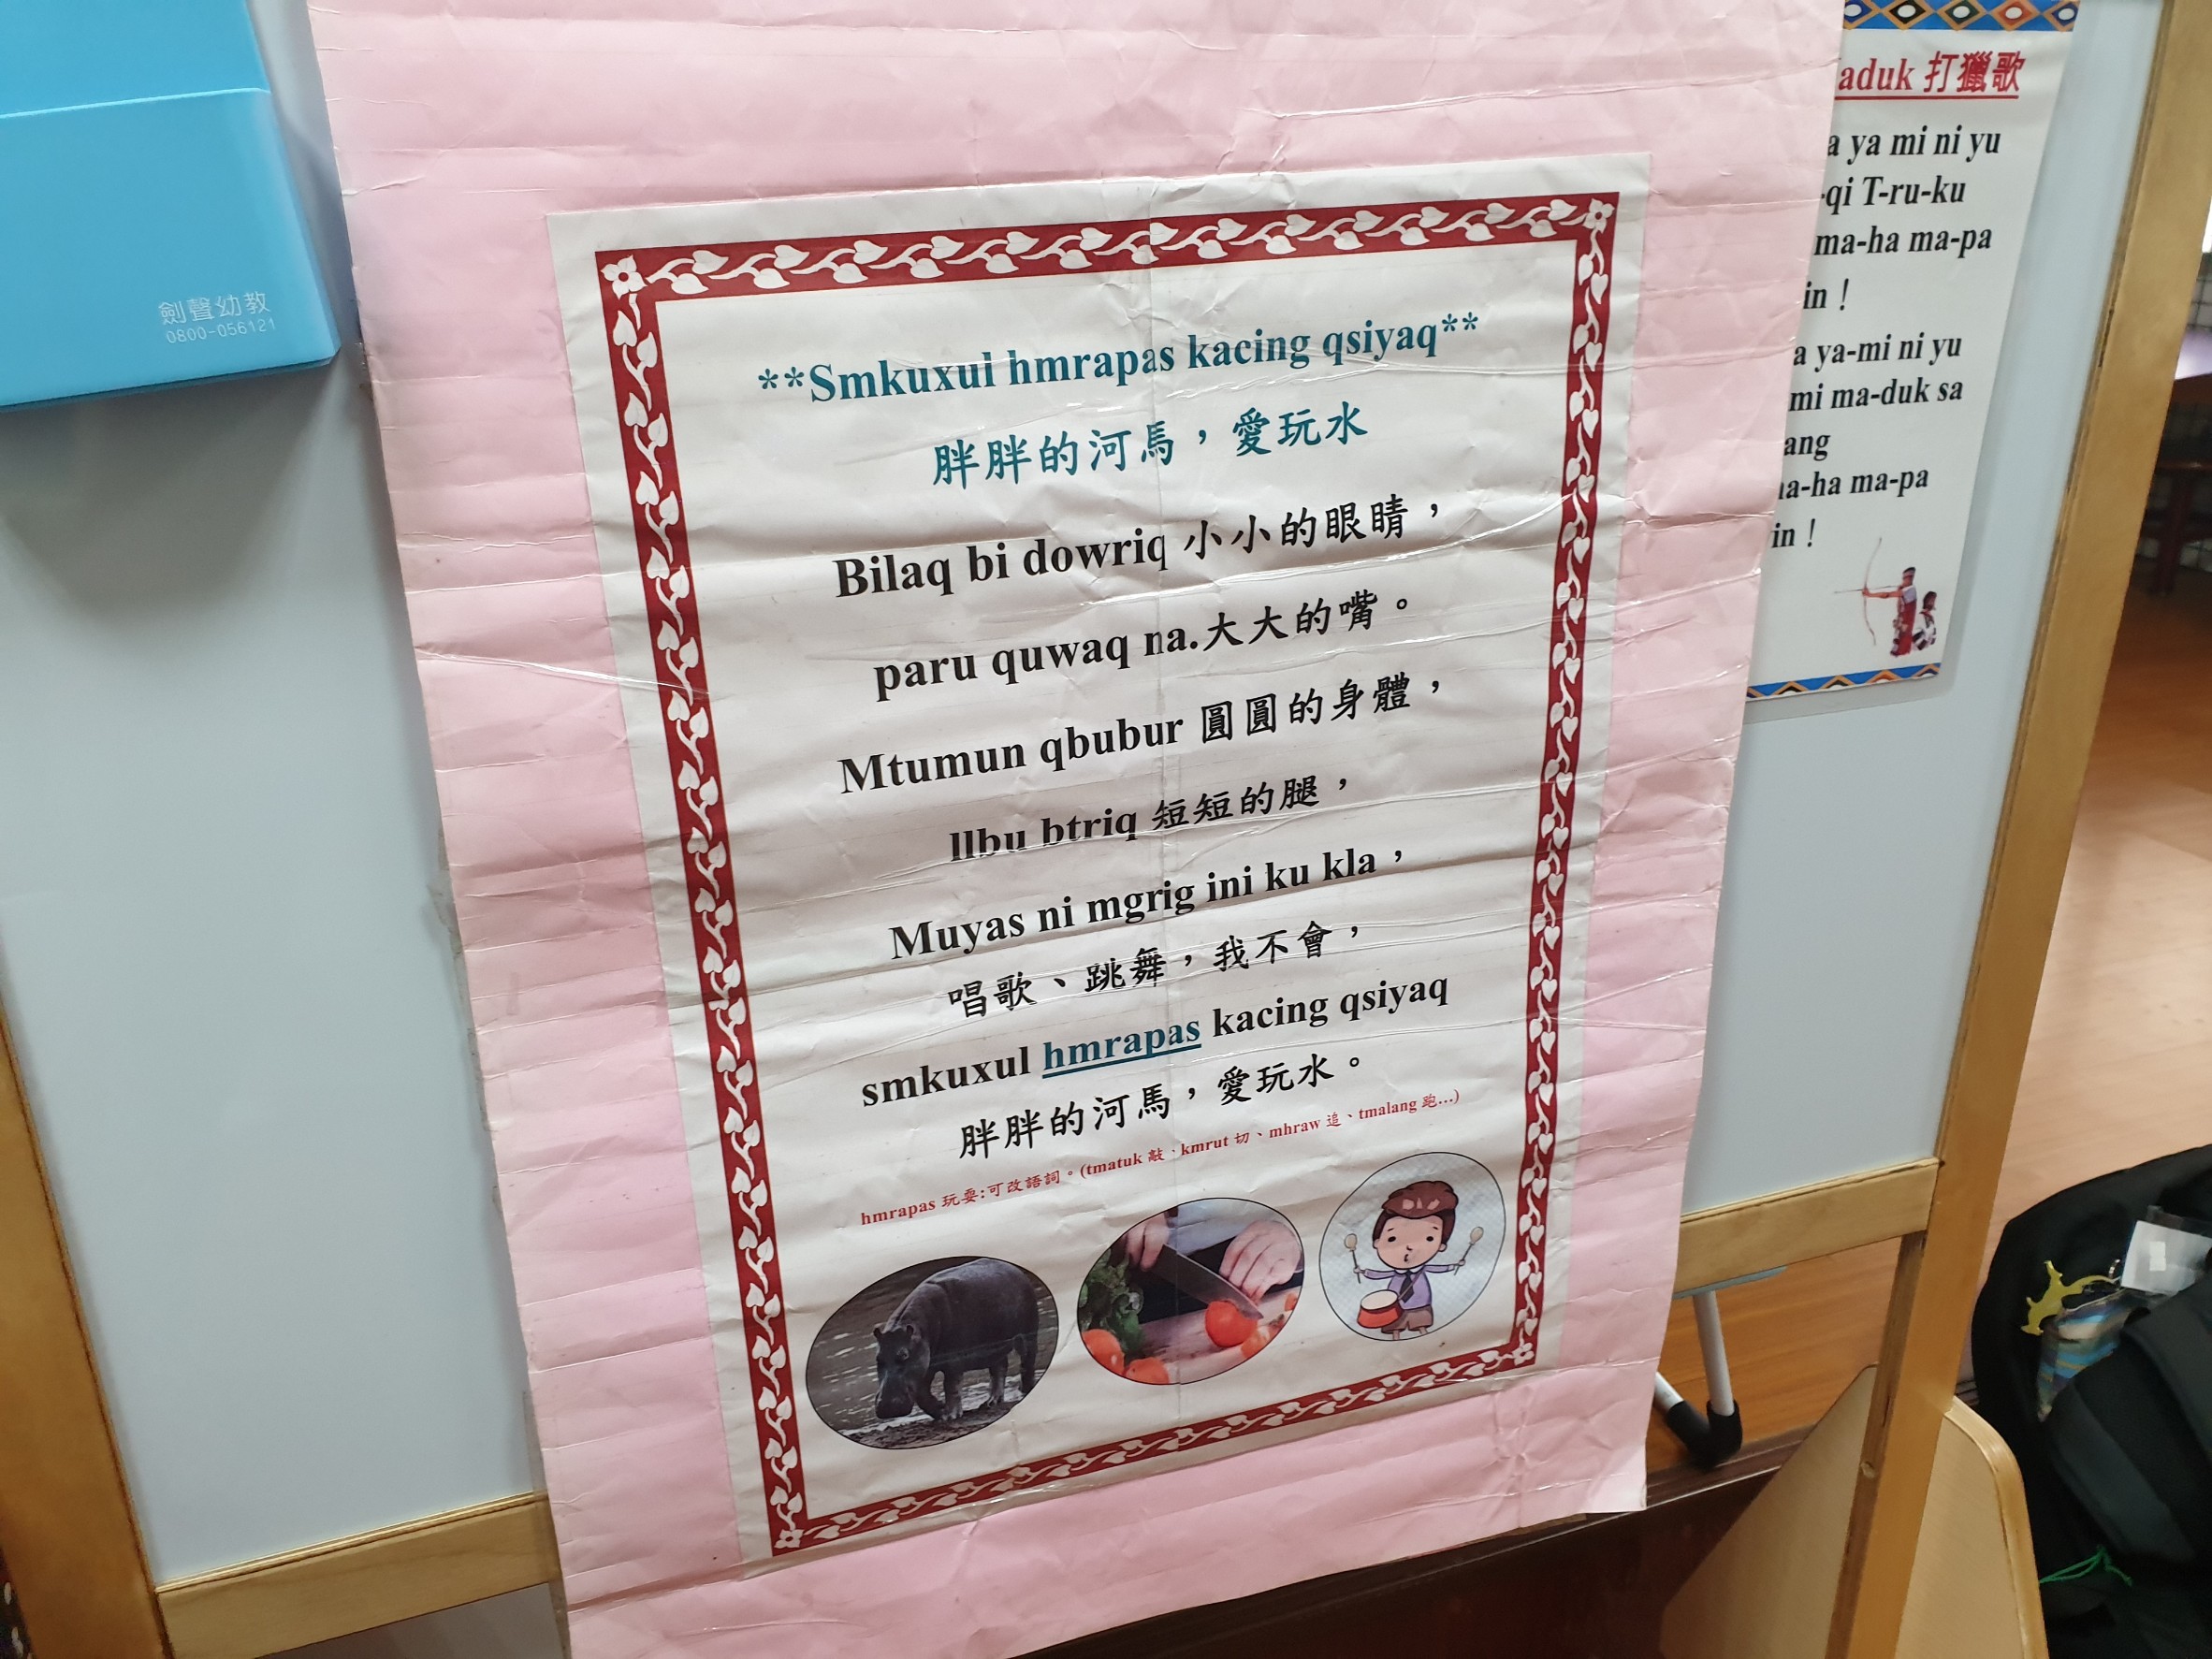 劍聲幼教
0800-056121
**Smkuxul hmrapas kacing qsiyaq**
胖胖的河馬，愛玩水
Bilaq bi dowriq 小小的眼睛，
paru quwaq na.大大的嘴。
Mtumun qbubur 圓圓的身體，
llbu btriq 短短的腿，
Muyas ni mgrig ini ku kla，
唱歌、跳舞，我不會，
smkuxul hmrapas kacing qsiyaq
胖胖的河馬，愛玩水。
hmrapas 玩耍:可改語詞。(tmatuk 敲、kmrut 切、mhraw 追、tmalang 跑…)
aduk 打獵歌
a ya mi ni yu
-qi T-ru-ku
ma-ha ma-pa
in！
a ya-mi ni yu
mi ma-duk sa
ang
a-ha ma-pa
in！